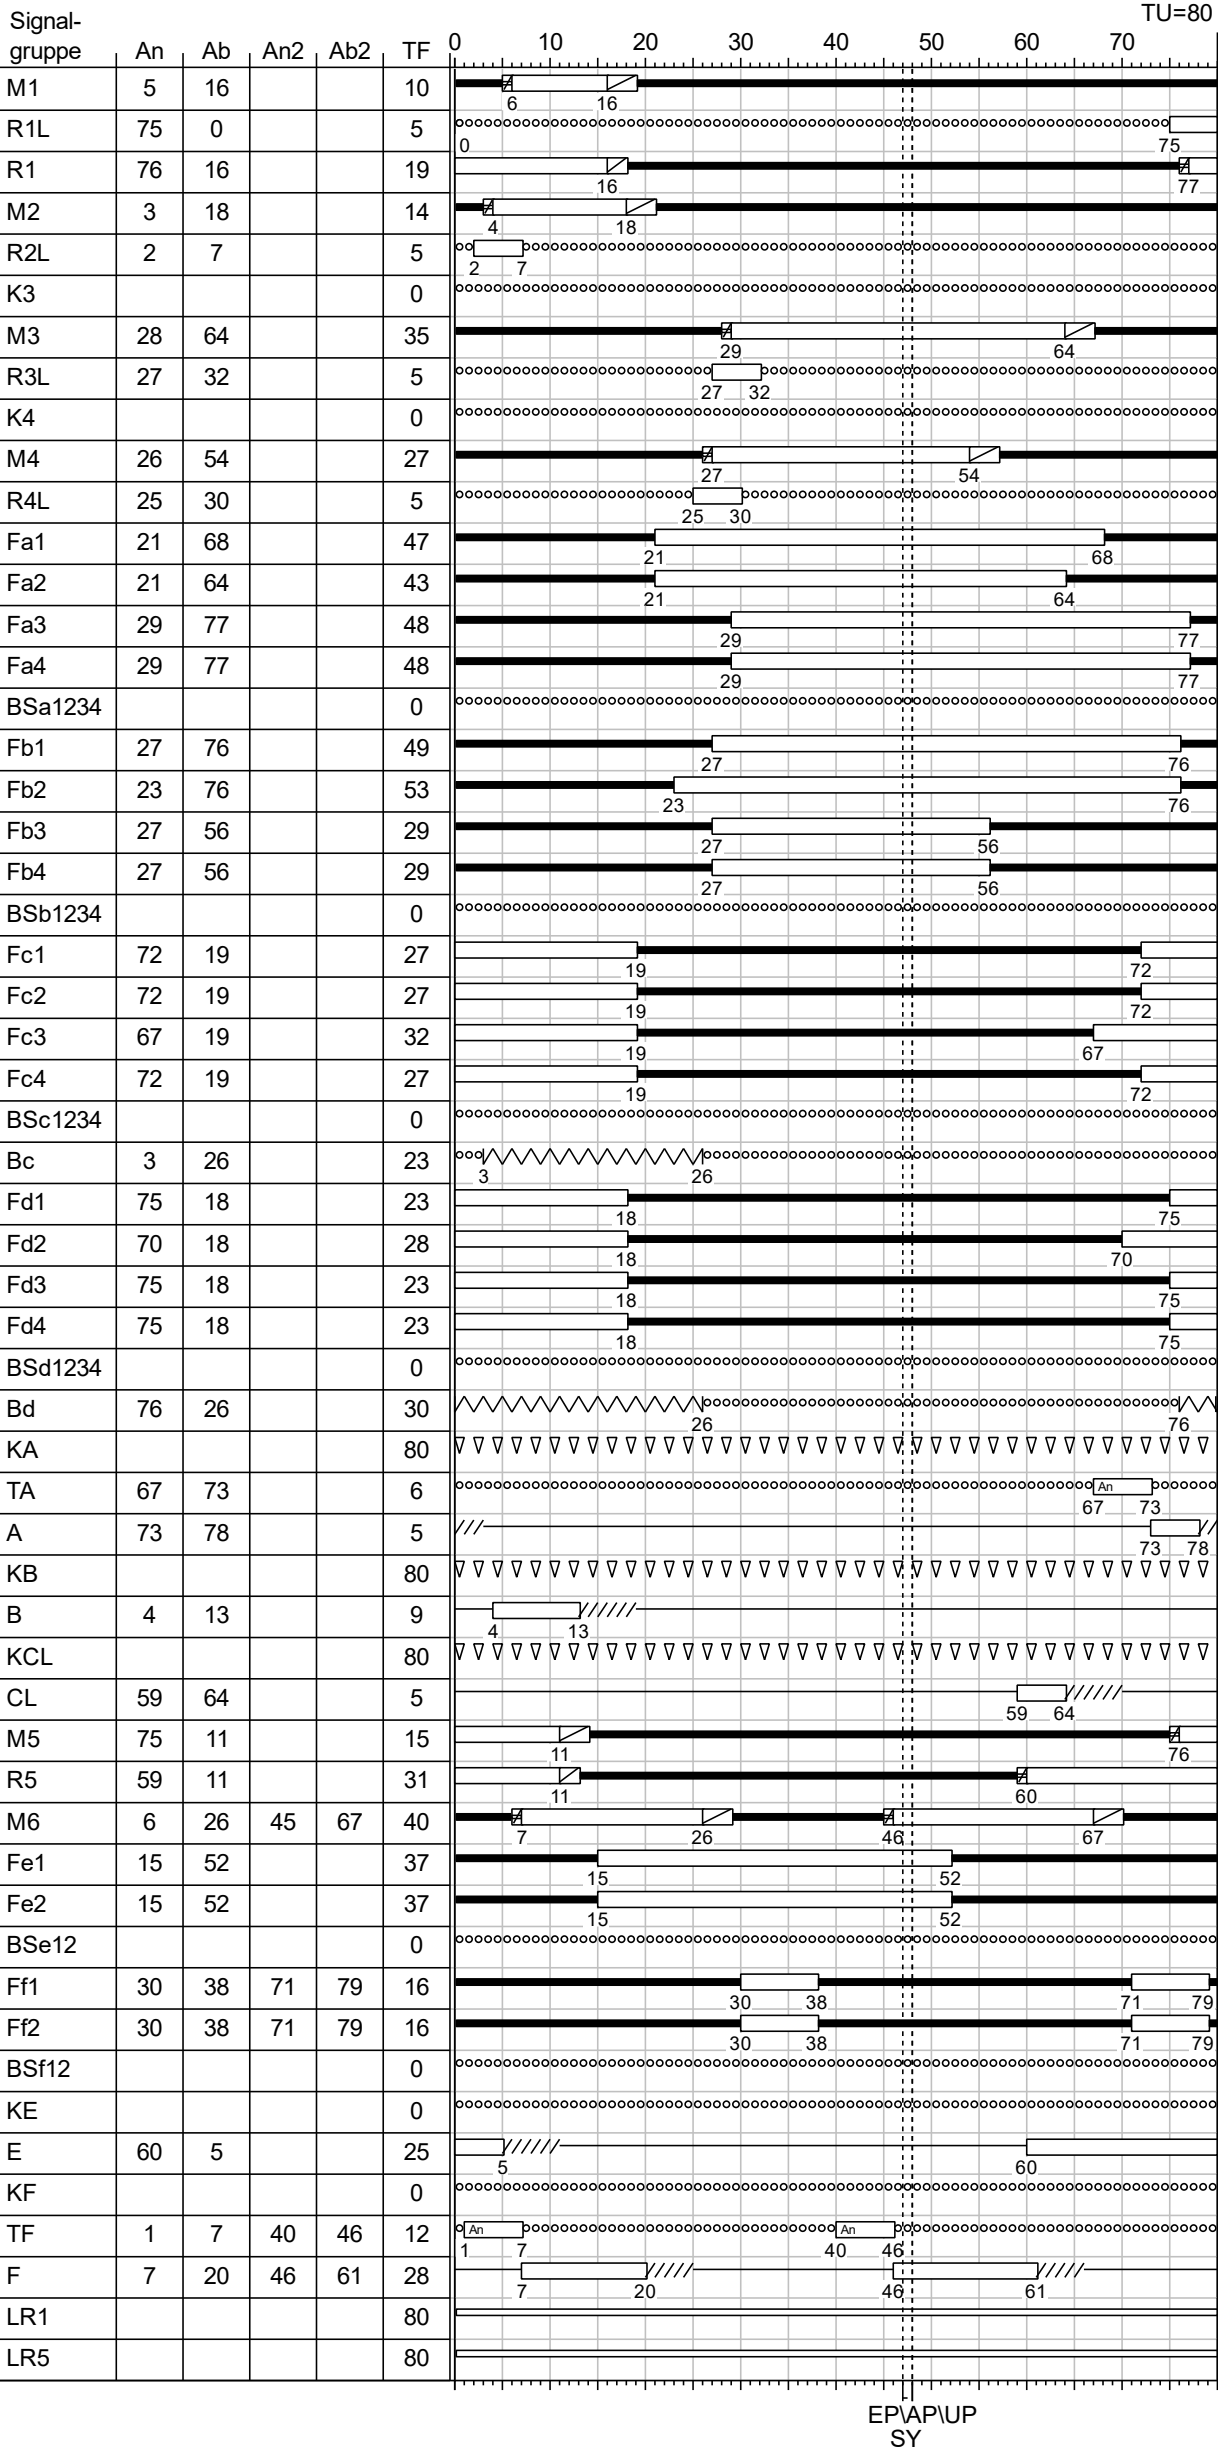 TU=80
Signal-
gruppe An Ab An2 Ab2 TF 0 10 20 30 40 50 60 70
M1 5 16 10
6 16
R1L 75 0 5
0 75
R1 76 16 19
16 77
M2 3 18 14
4 18
R2L 2 7 5
2 7
K3 0
M3 28 64 35
29 64
R3L 27 32 5
27 32
K4 0
M4 26 54 27
27 54
R4L 25 30 5
25 30
Fa1 21 68 47
21 68
Fa2 21 64 43
21 64
Fa3 29 77 48
29 77
Fa4 29 77 48
29 77
BSa1234 0
Fb1 27 76 49
27 76
Fb2 23 76 53
23 76
Fb3 27 56 29
27 56
Fb4 27 56 29
27 56
BSb1234 0
Fc1 72 19 27
19 72
Fc2 72 19 27
19 72
Fc3 67 19 32
19 67
Fc4 72 19 27
19 72
BSc1234 0
Bc 3 26 23
3 26
Fd1 75 18 23
18 75
Fd2 70 18 28
18 70
Fd3 75 18 23
18 75
Fd4 75 18 23
18 75
BSd1234 0
Bd 76 26 30
26 76
KA 80
TA 67 73 6 An
67 73
A 73 78 5
73 78
KB 80
B 4 13 9
4 13
KCL 80
CL 59 64 5
59 64
M5 75 11 15
11 76
R5 59 11 31
11 60
M6 6 26 45 67 40
7 26 46 67
Fe1 15 52 37
15 52
Fe2 15 52 37
15 52
BSe12 0
Ff1 30 38 71 79 16
30 38 71 79
Ff2 30 38 71 79 16
30 38 71 79
BSf12 0
KE 0
E 60 5 25
5 60
KF 0
TF 1 7 40 46 12 An An
1 7 40 46
F 7 20 46 61 28
7 20 46 61
LR1 80
LR5 80
EP\AP\UP
SY